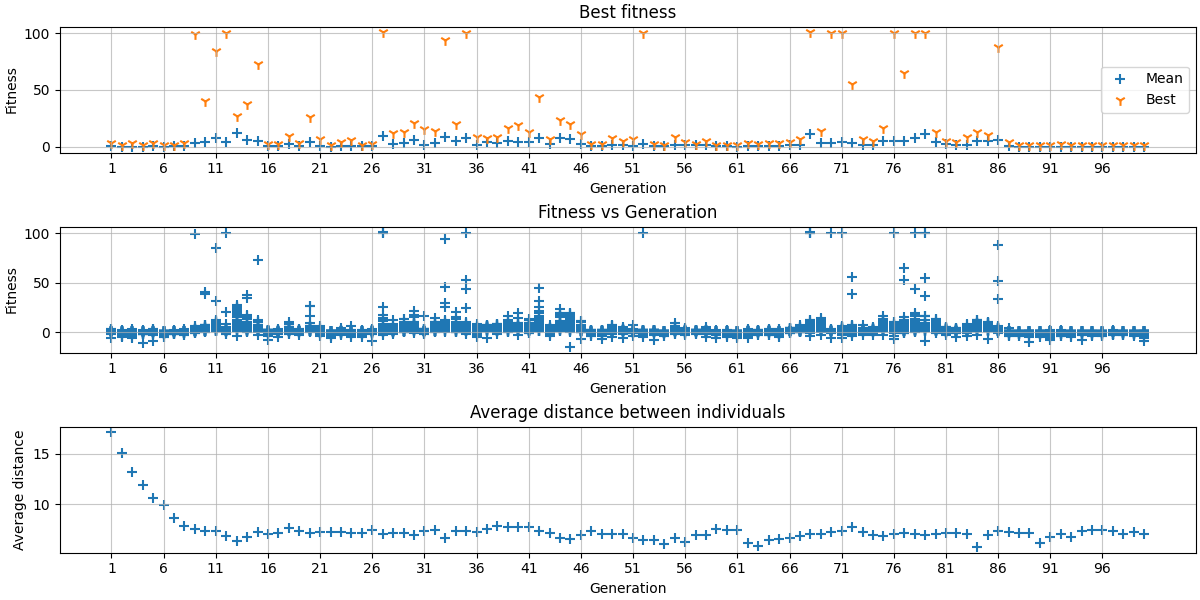 Best fitness
Fitness
100
50
0
Mean
Best
1 6 11 16 21 26 31 36 41 46 51 56 61 66 71 76 81 86 91 96
Generation
Fitness vs Generation
Fitness
100
50
0
1 6 11 16 21 26 31 36 41 46 51 56 61 66 71 76 81 86 91 96
Generation
Average distance between individuals
Average distance
15
10
1 6 11 16 21 26 31 36 41 46 51 56 61 66 71 76 81 86 91 96
Generation